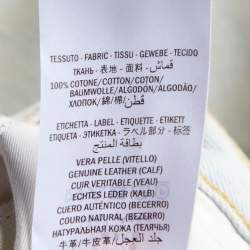 TESSUTO - FABRIC - TISSU - GEWEBE - TECIDO
ТКАНЬ - 表地 - 面料 - قماش
100% COTONE/COTTON/COTON/
BAUMWOLLE/ALGODÓN/ALGODÃO/
ХЛОПОК/綿/棉/ قطن
ETICHETTA - LABEL - ETIQUETTE - ETIKETT
ETIQUETA - ЭТИКЕТКА - ラベル部分 - 标签
بطاقة المنتج
VERA PELLE (VITELLO)
GENUINE LEATHER (CALF)
CUIR VERITABLE (VEAU)
ECHTES LEDER (KALB)
CUERO AUTÉNTICO (BECERRO)
COURO NATURAL (BEZERRO)
НАТУРАЛЬНАЯ КОЖА (ТЕЛЯЧЬЯ)
牛革/牛皮革/ جلد العجل